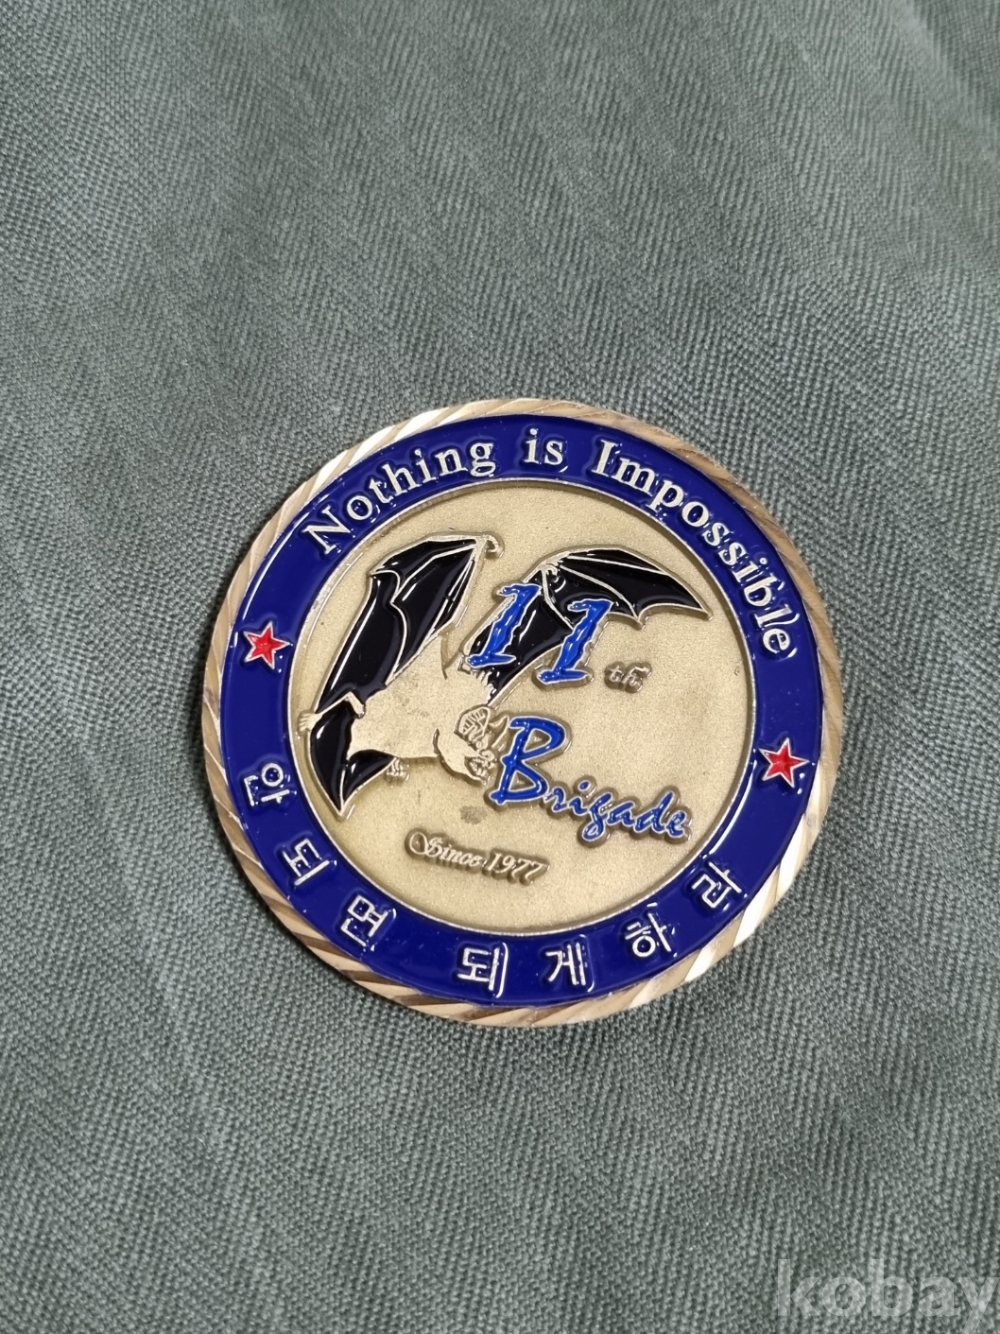 Nothing is Impossible
11th
Brigade
Since 1977
안되면 되게하라
kobay